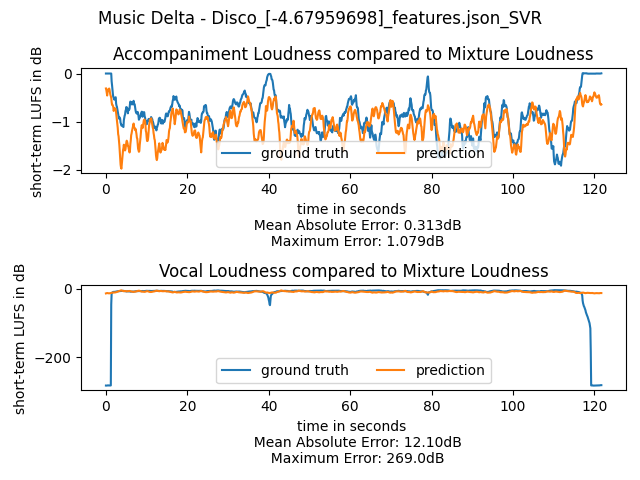 Music Delta - Disco_[-4.67959698]_features.json_SVR
Accompaniment Loudness compared to Mixture Loudness
short-term LUFS in dB
0
−1
−2
ground truth
prediction
0 20 40 60 80 100 120
time in seconds
Mean Absolute Error: 0.313dB
Maximum Error: 1.079dB
Vocal Loudness compared to Mixture Loudness
short-term LUFS in dB
0
−200
ground truth
prediction
0 20 40 60 80 100 120
time in seconds
Mean Absolute Error: 12.10dB
Maximum Error: 269.0dB